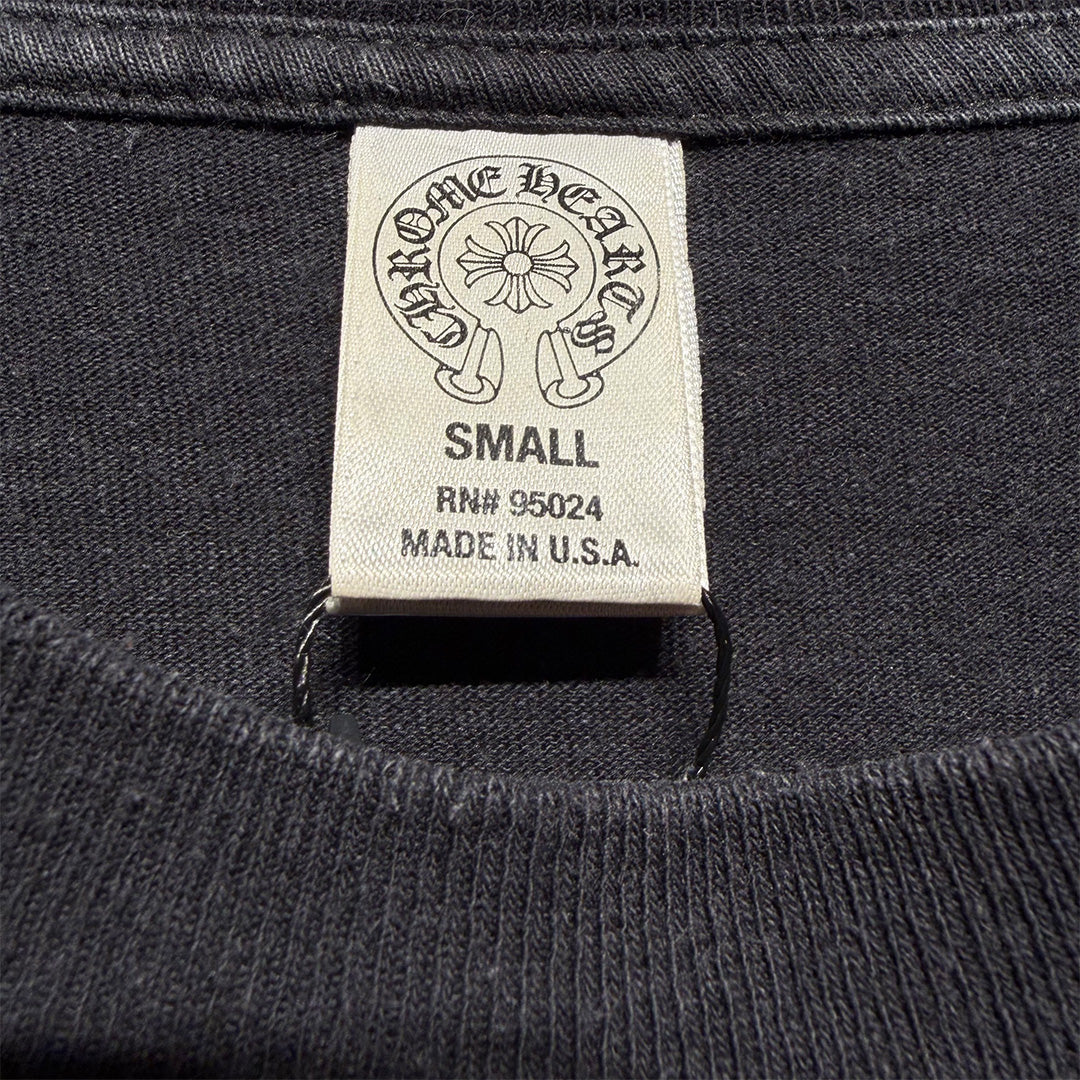 CHROME HEARTS
SMALL
RN# 95024
MADE IN U.S.A.